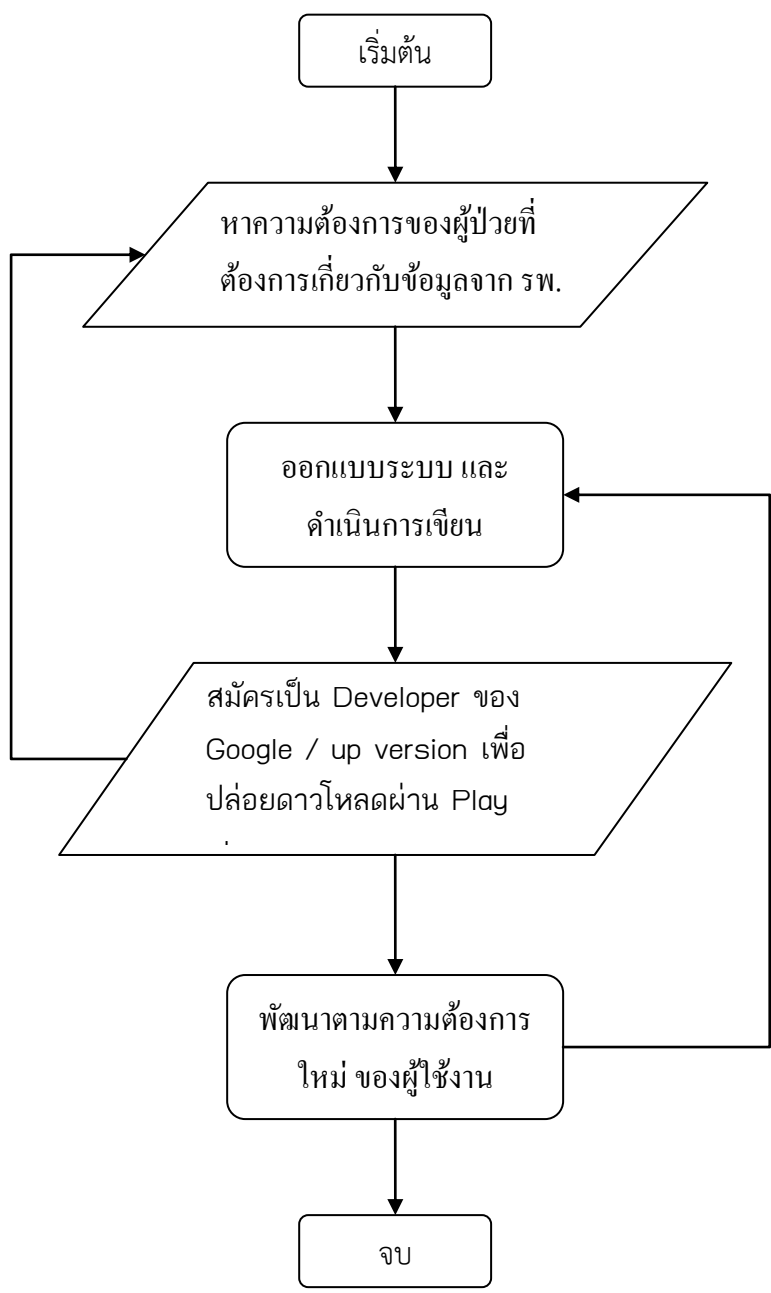 เริ่มต้น
หาความต้องการของผู้ป่วยที่
ต้องการเกี่ยวกับข้อมูลจาก รพ.
ออกแบบระบบ และ
ดำเนินการเขียน
สมัครเป็น Developer ของ
Google / up version เพื่อ
ปล่อยดาวโหลดผ่าน Play
พัฒนาตามความต้องการ
ใหม่ ของผู้ใช้งาน
จบ